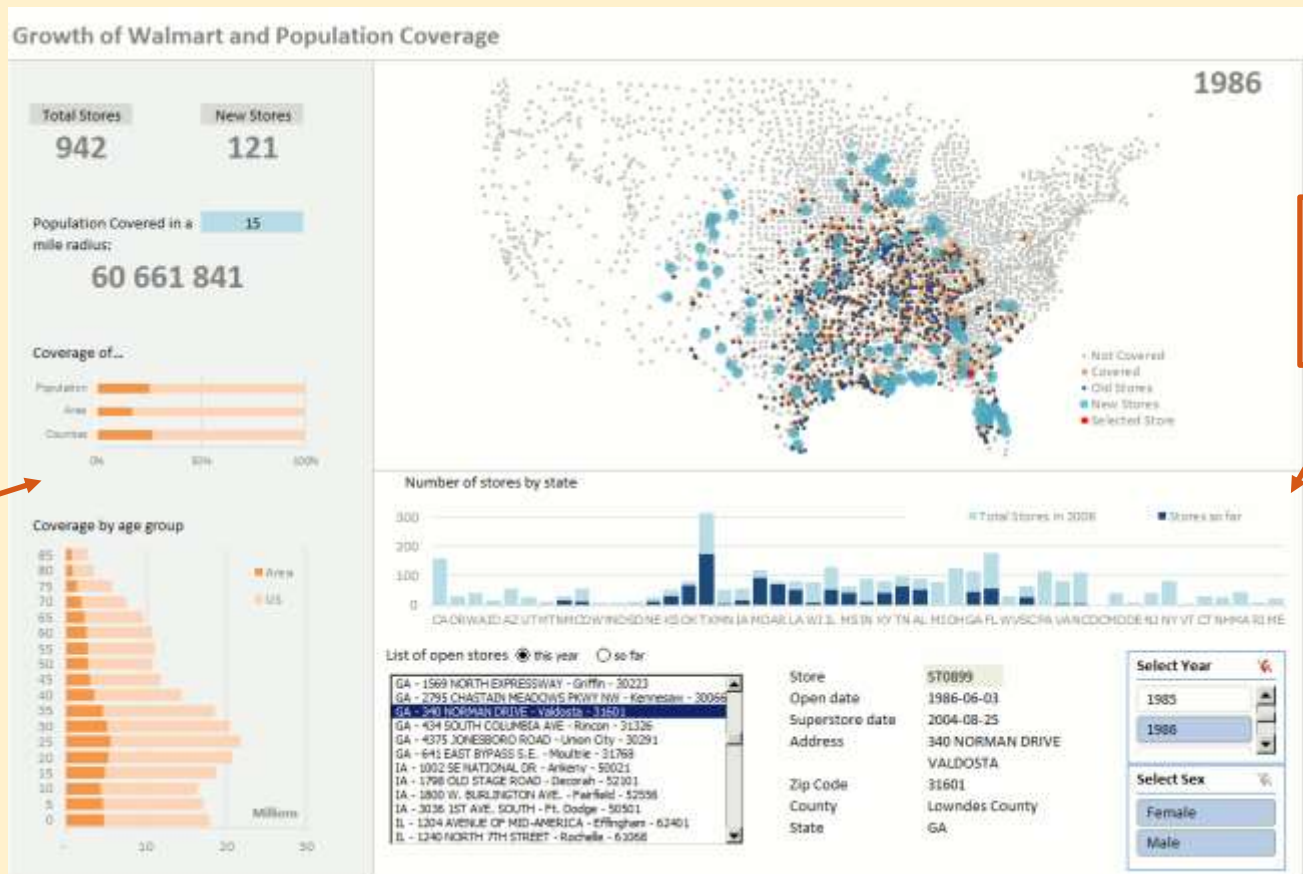 Growth of Walmart and Population Coverage
Total Stores
New Stores
942
121
Population Covered in a
15
mile radius:
60 661 841
Coverage of...
Population
Area
Counties
0%
50%
100%
Coverage by age group
85
80
75
70
65
60
55
50
45
40
35
30
25
20
15
10
5
0
Area
US
Millions
-
10
20
30
1986
Not Covered
Covered
Old Stores
New Stores
Selected Store
Number of stores by state
300
200
100
0
Total Stores in 2006
Stores so far
CA OR WA ID AZ UT
NE KS OK TX MN IA MO AR LA WI IL MS IN KY TN AL MI OH GA FL WV SC PA VA NC DC MD DE NJ NY VT CT NH MA RI ME
List of open stores
this year
so far
GA - 1569 NORTH EXPRESSWAY - Griffin - 30223
GA - 2795 CHASTAIN MEADOWS PKWY NW - Kennesaw - 30066
GA - 340 NORMAN DRIVE - Valdosta - 31601
GA - 434 SOUTH COLUMBIA AVE - Rincon - 31326
GA - 4375 JONESBORO ROAD - Union City - 30291
GA - 641 EAST BYPASS S.E. - Moultrie - 31768
IA - 1002 SE NATIONAL DR - Ankeny - 50021
IA - 1798 OLD STAGE ROAD - Decorah - 52101
IA - 1800 W. BURLINGTON AVE. - Fairfield - 52556
IA - 3036 1ST AVE. SOUTH - Ft. Dodge - 50501
IL - 1204 AVENUE OF MID-AMERICA - Effingham - 62401
IL - 1240 NORTH 7TH STREET - Rochelle - 61068
Store
ST0899
Open date
1986-06-03
Superstore date
2004-08-25
Address
340 NORMAN DRIVE
VALDOSTA
Zip Code
31601
County
Lowndes County
State
GA
Select Year
1985
1986
Select Sex
Female
Male